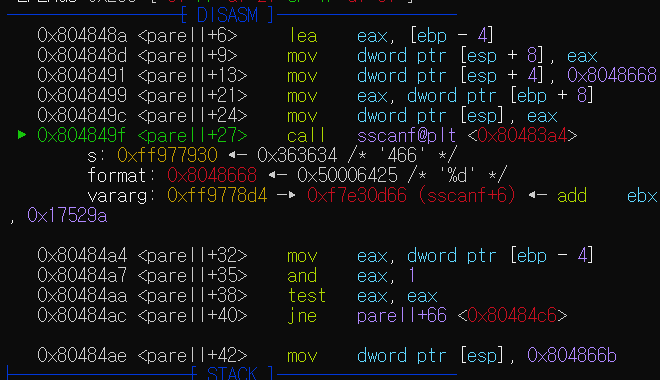 [ DISASM ]
0x804848a <parell+6> lea eax, [ebp - 4]
0x804848d <parell+9> mov dword ptr [esp + 8], eax
0x8048491 <parell+13> mov dword ptr [esp + 4], 0x8048668
0x8048499 <parell+21> mov eax, dword ptr [ebp + 8]
0x804849c <parell+24> mov dword ptr [esp], eax
► 0x804849f <parell+27> call sscanf@plt <0x80483a4>
s: 0xff977930 ◂— 0x363634 /* '466' */
format: 0x8048668 ◂— 0x50006425 /* '%d' */
vararg: 0xff9778d4 —▸ 0xf7e30d66 (sscanf+6) ◂— add ebx
, 0x17529a
0x80484a4 <parell+32> mov eax, dword ptr [ebp - 4]
0x80484a7 <parell+35> and eax, 1
0x80484aa <parell+38> test eax, eax
0x80484ac <parell+40> jne parell+66 <0x80484c6>
0x80484ae <parell+42> mov dword ptr [esp], 0x804866b
[ STACK ]